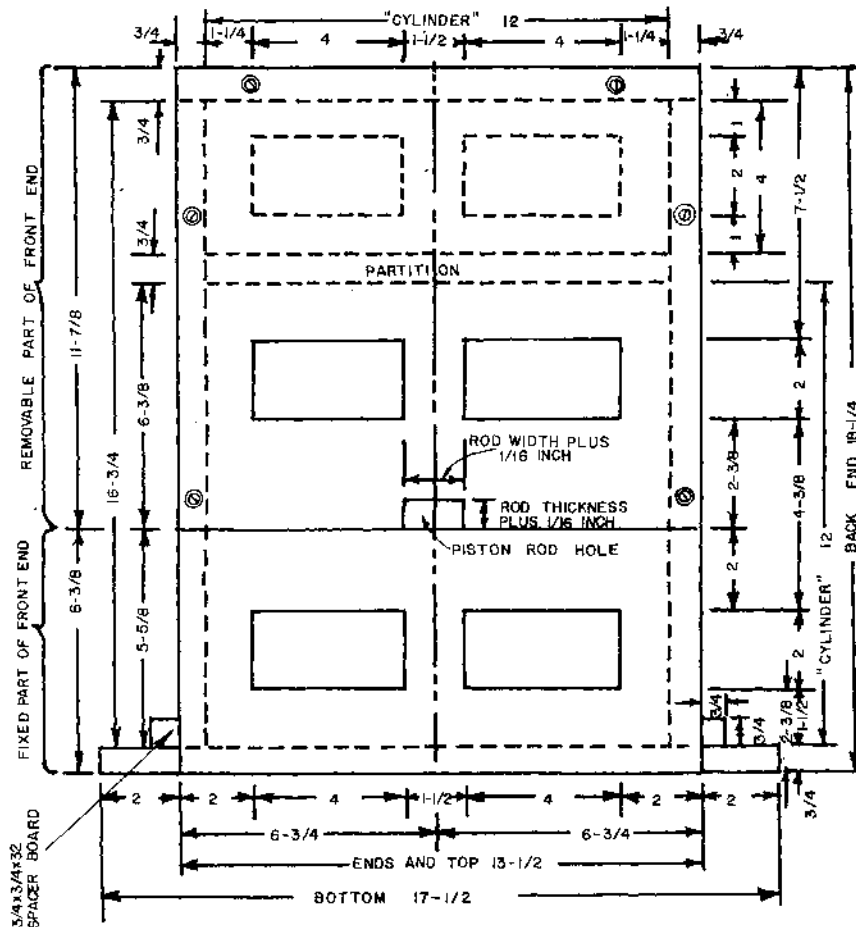 "CYLINDER" 12
3/4
1-1/4
4
1-1/2
4
1-1/4
3/4
3/4
3/4
1
2
1
4
7-1/2
PARTITION
REMOVABLE PART OF FRONT END
11-7/8
16-3/4
6-3/8
2
ROD WIDTH PLUS
1/16 INCH
ROD THICKNESS
PLUS 1/16 INCH
PISTON ROD HOLE
2-3/8
4-3/8
12
"CYLINDER"
BACK END 18-1/4
2
2
FIXED PART OF FRONT END
6-3/8
5-5/8
3/4
3/4
2-3/8
1-1/2
3/4
2
2
4
1-1/2
4
2
2
6-3/4
6-3/4
ENDS AND TOP 13-1/2
BOTTOM 17-1/2
3/4x3/4x32
SPACER BOARD